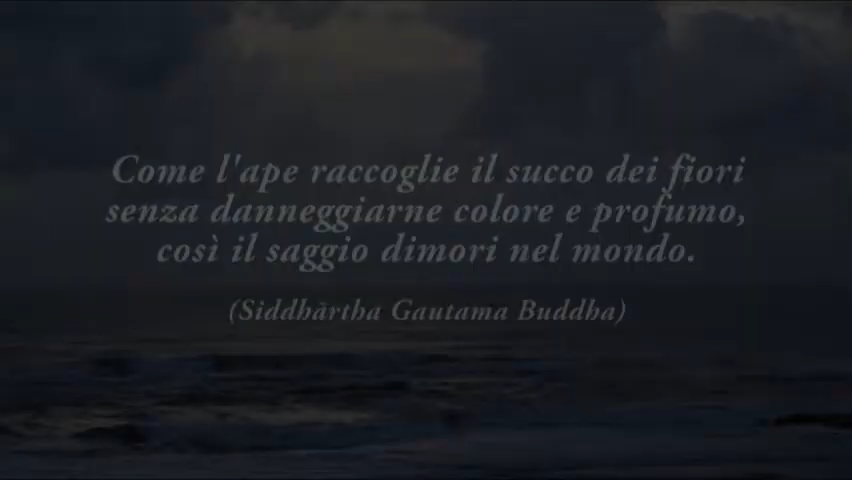 Come l'ape raccoglie il succo dei fiori
senza danneggiarne colore e profumo,
così il saggio dimori nel mondo.
(Siddhārtha Gautama Buddha)